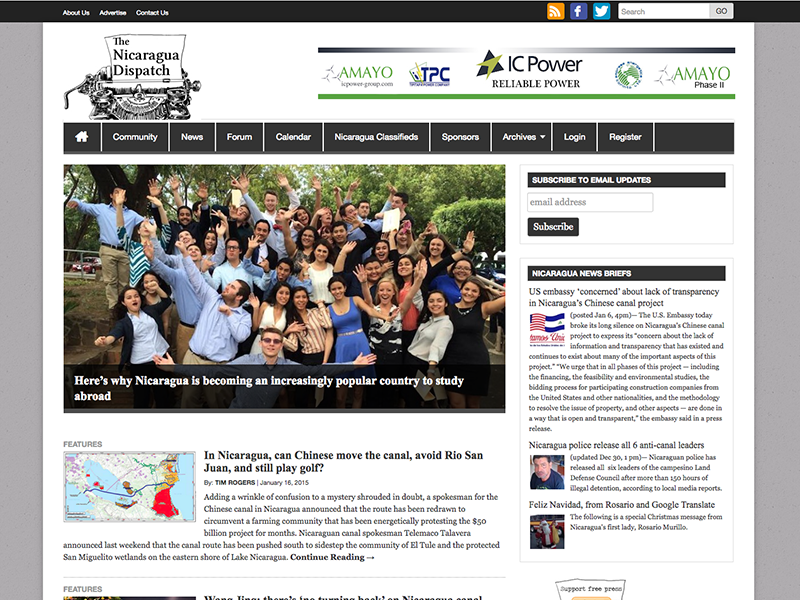 About Us
Advertise
Contact Us
Search
GO
The
Nicaragua
Dispatch
AMAYO
icpower-group.com
TPC
IC Power
RELIABLE POWER
AMAYO
Phase II
Community
News
Forum
Calendar
Nicaragua Classifieds
Sponsors
Archives
Login
Register
Here's why Nicaragua is becoming an increasingly popular country to study
abroad
FEATURES
In Nicaragua, can Chinese move the canal, avoid Rio San
Juan, and still play golf?
By: TIM ROGERS | January 16, 2015
Adding a wrinkle of confusion to a mystery shrouded in doubt, a spokesman for the
Chinese canal in Nicaragua announced that the route has been redrawn to
circumvent a farming community that has been energetically protesting the $50
billion project for months. Nicaraguan canal spokesman Telemaco Talavera
announced last weekend that the canal route has been pushed south to sidestep the community of El Tule and the protected
San Miguelito wetlands on the eastern shore of Lake Nicaragua. Continue Reading →
FEATURES
Wang Jing: there's 'no turning back' on Nicaragua canal
SUBSCRIBE TO EMAIL UPDATES
email address
Subscribe
NICARAGUA NEWS BRIEFS
US embassy 'concerned' about lack of transparency
in Nicaragua's Chinese canal project
(posted Jan 6, 4pm)— The U.S. Embassy today
broke its long silence on Nicaragua's Chinese canal
project to express its "concern about the lack of
information and transparency that has existed and
continues to exist about many of the important aspects of this
project." "We urge that in all phases of this project — including
the financing, the feasibility and environmental studies, the
bidding process for participating construction companies from
the United States and other nationalities, and the methodology
to resolve the issue of property, and other aspects — are done in
a way that is open and transparent," the embassy said in a press
release.
Nicaragua police release all 6 anti-canal leaders
(updated Dec 30, 1 pm)— Nicaraguan police has
released all six leaders of the campesino Land
Defense Council after more than 150 hours of
illegal detention, according to local media reports.
Feliz Navidad, from Rosario and Google Translate
The following is a special Christmas message from
Nicaragua's first lady, Rosario Murillo.
Support free press